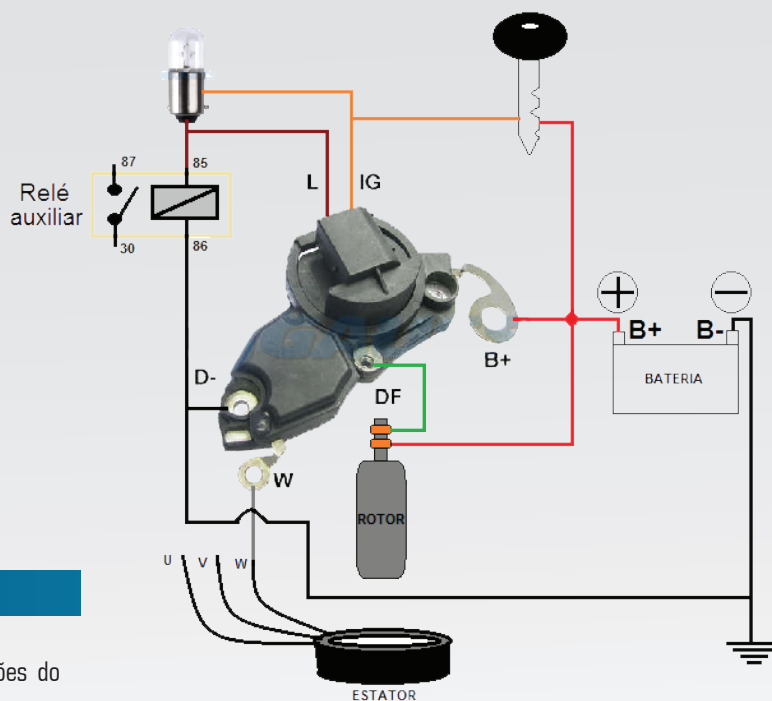 87
85
L
IG
Relé
auxiliar
30
86
B+
B-
BATERIA
B+
D-
DF
W
ROTOR
U
V
W
ões do
ESTATOR